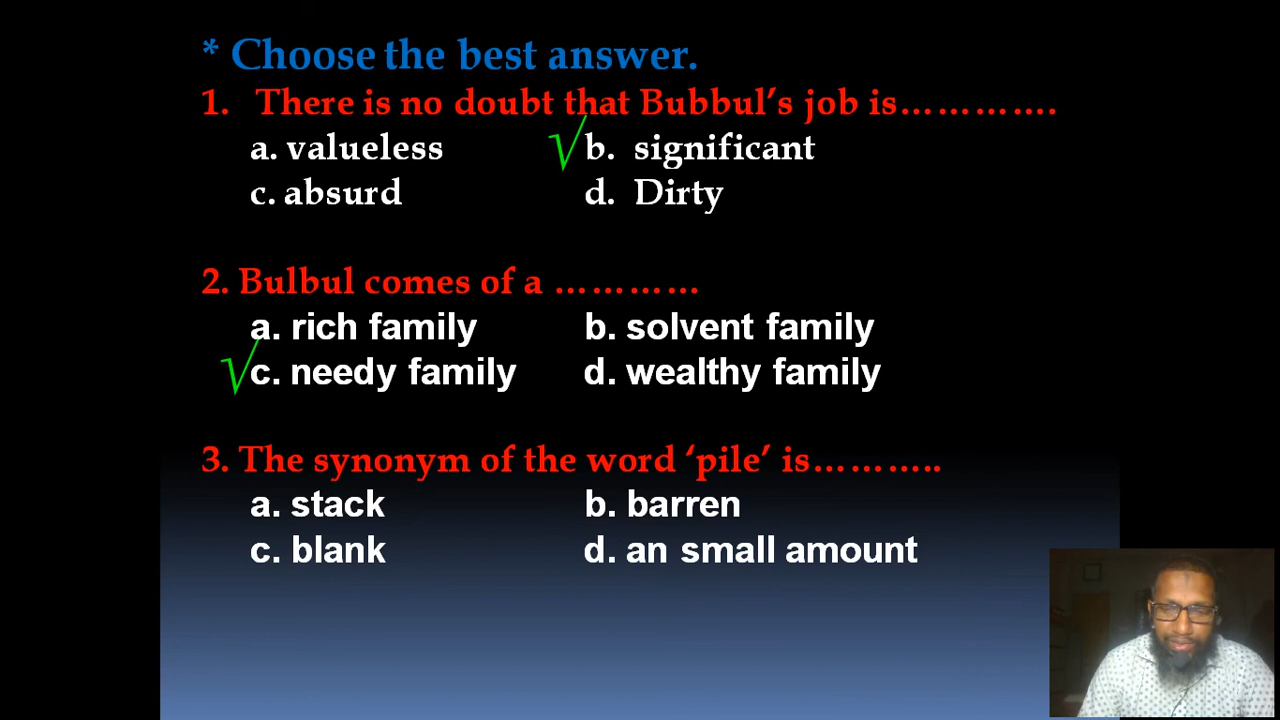 * Choose the best answer.
1. There is no doubt that Bubbul’s job is………….
a. valueless √ b. significant
c. absurd d. Dirty
2. Bulbul comes of a …………
a. rich family b. solvent family
√ c. needy family d. wealthy family
3. The synonym of the word ‘pile’ is………..
a. stack b. barren
c. blank d. an small amount